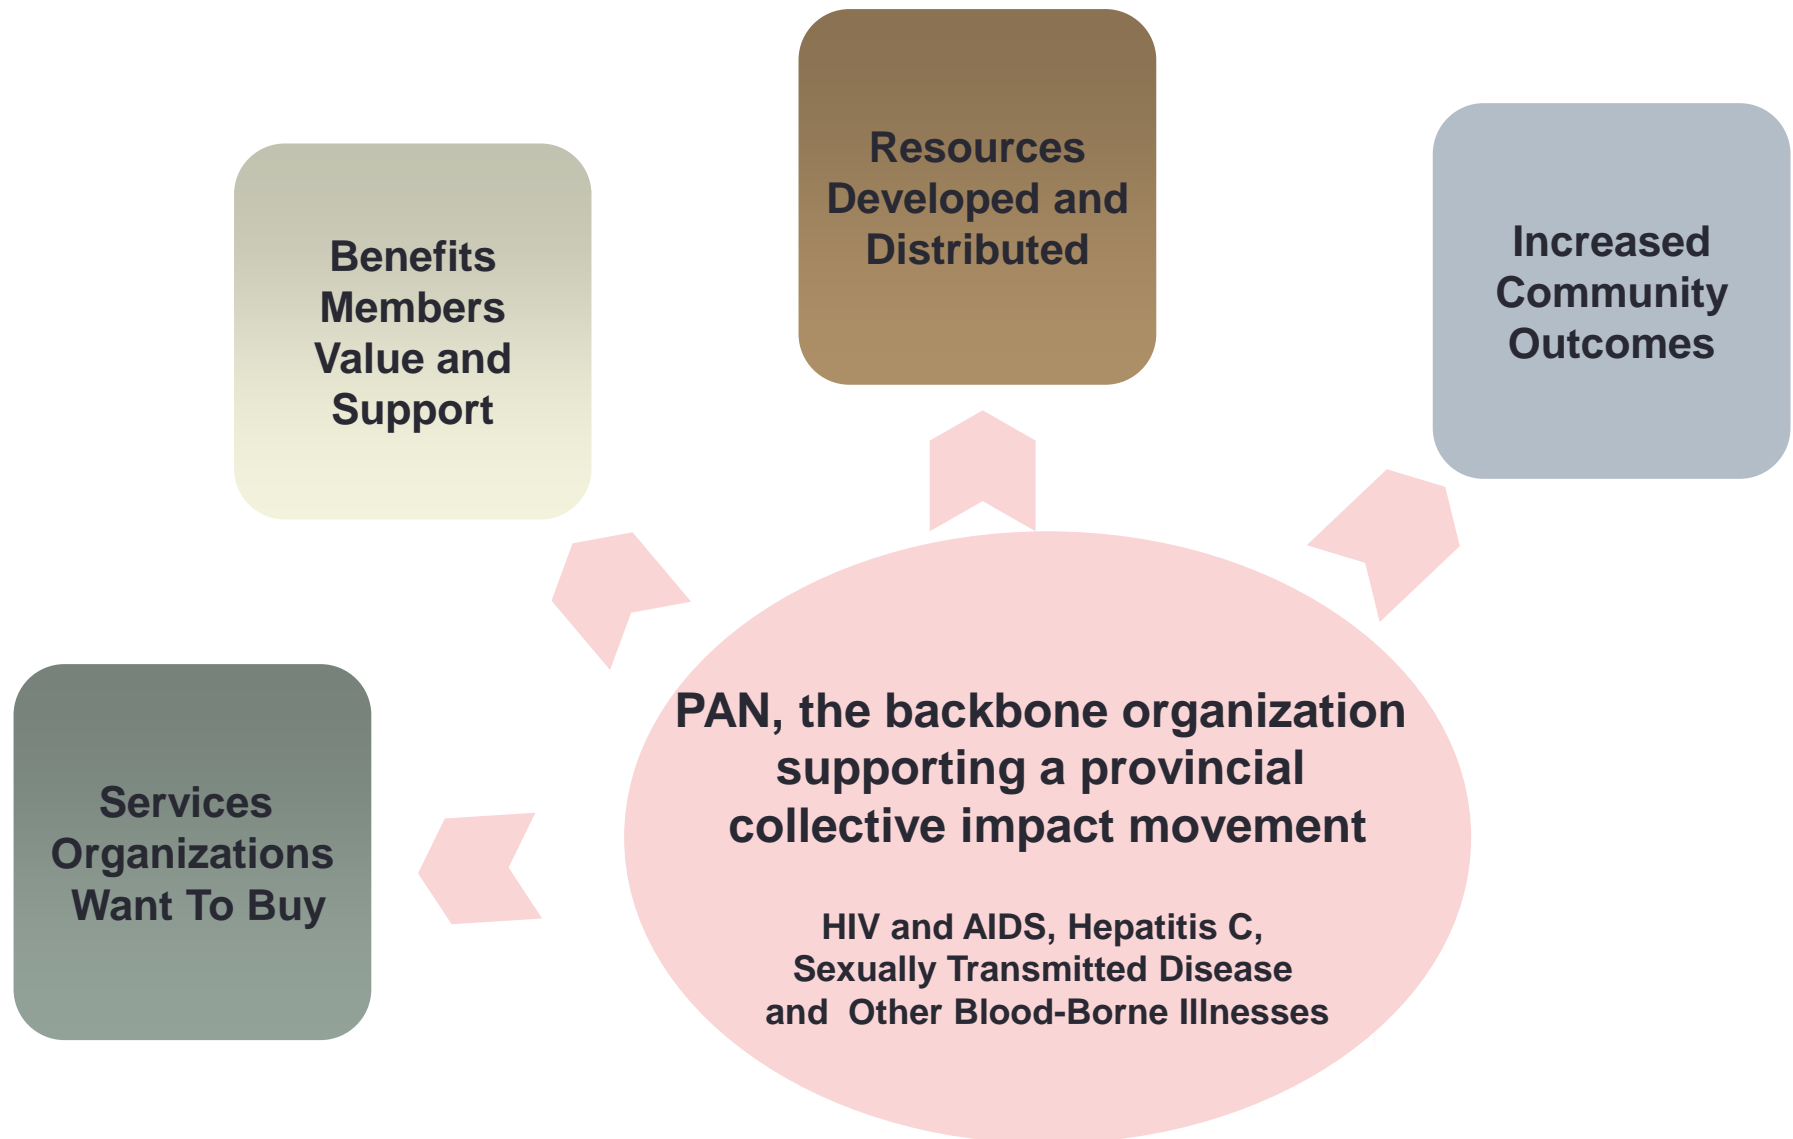 Resources
Developed and
Distributed
Increased
Community
Outcomes
Benefits
Members
Value and
Support
Services
Organizations
Want To Buy
PAN, the backbone organization
supporting a provincial
collective impact movement
HIV and AIDS, Hepatitis C,
Sexually Transmitted Disease
and Other Blood-Borne Illnesses